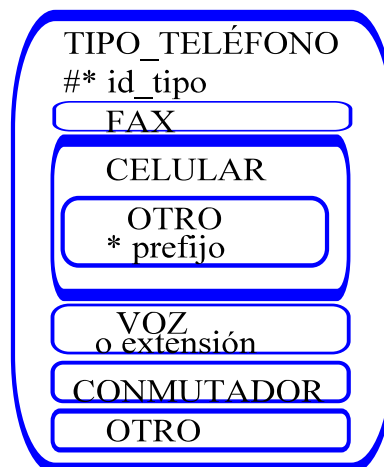 TIPO_TELÉFONO
#* id_tipo
FAX
CELULAR
OTRO
* prefijo
VOZ
o extensión
CONMUTADOR
OTRO